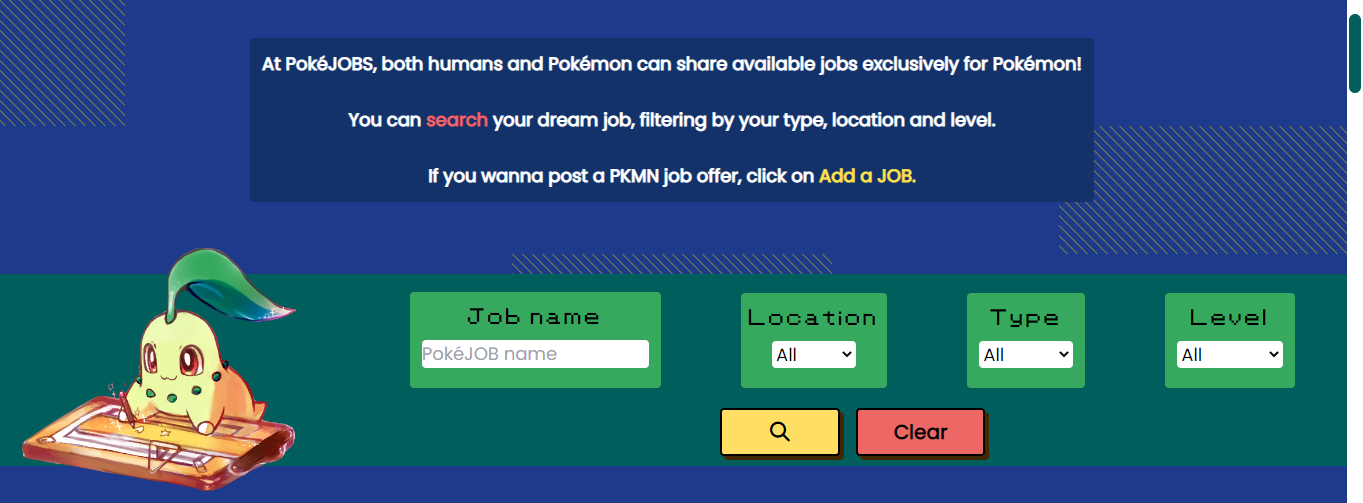 At PokéJOBS, both humans and Pokémon can share available jobs exclusively for Pokémon!
You can search your dream job, filtering by your type, location and level.
If you wanna post a PKMN job offer, click on Add a JOB.
Job name
Location
Type
Level
PokéJOB name
All
All
All
Clear